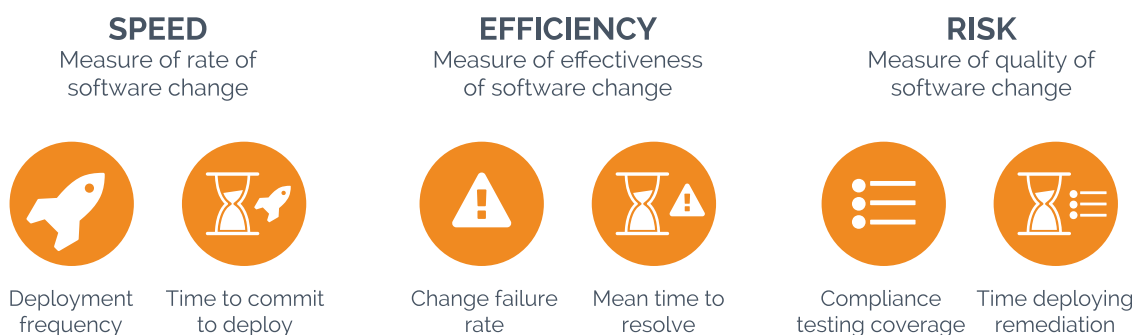 SPEED
Measure of rate of
software change
EFFICIENCY
Measure of effectiveness
of software change
RISK
Measure of quality of
software change
Deployment
frequency
Time to commit
to deploy
Change failure
rate
Mean time to
resolve
Compliance
testing coverage
Time deploying
remediation